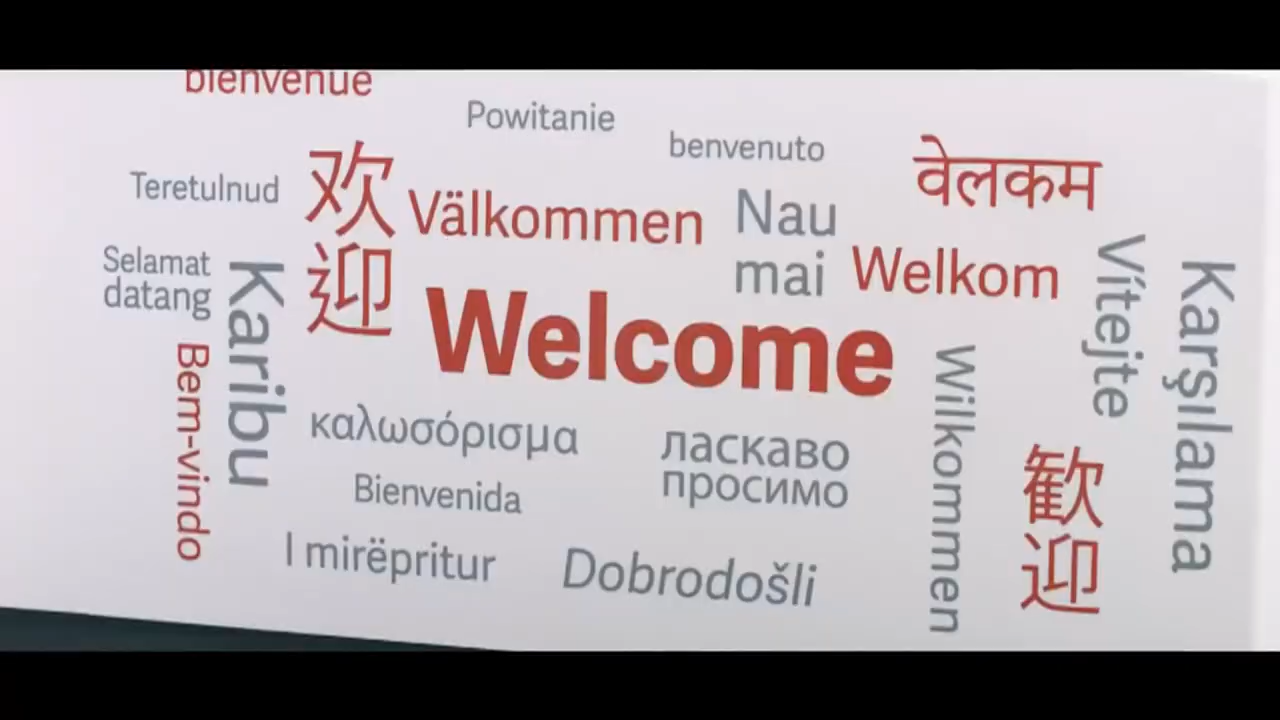 bienvenue
Powitanie
benvenuto
वेलकम
Teretulnud
欢
迎
Välkommen
Nau
mai
Welkom
Vítejte
Karşılama
Selamat
datang
Karibu
Welcome
Bem-vindo
Wilkommen
καλωσόρισμα
ласкаво
просимо
歓
迎
Bienvenida
I mirëpritur
Dobrodošli